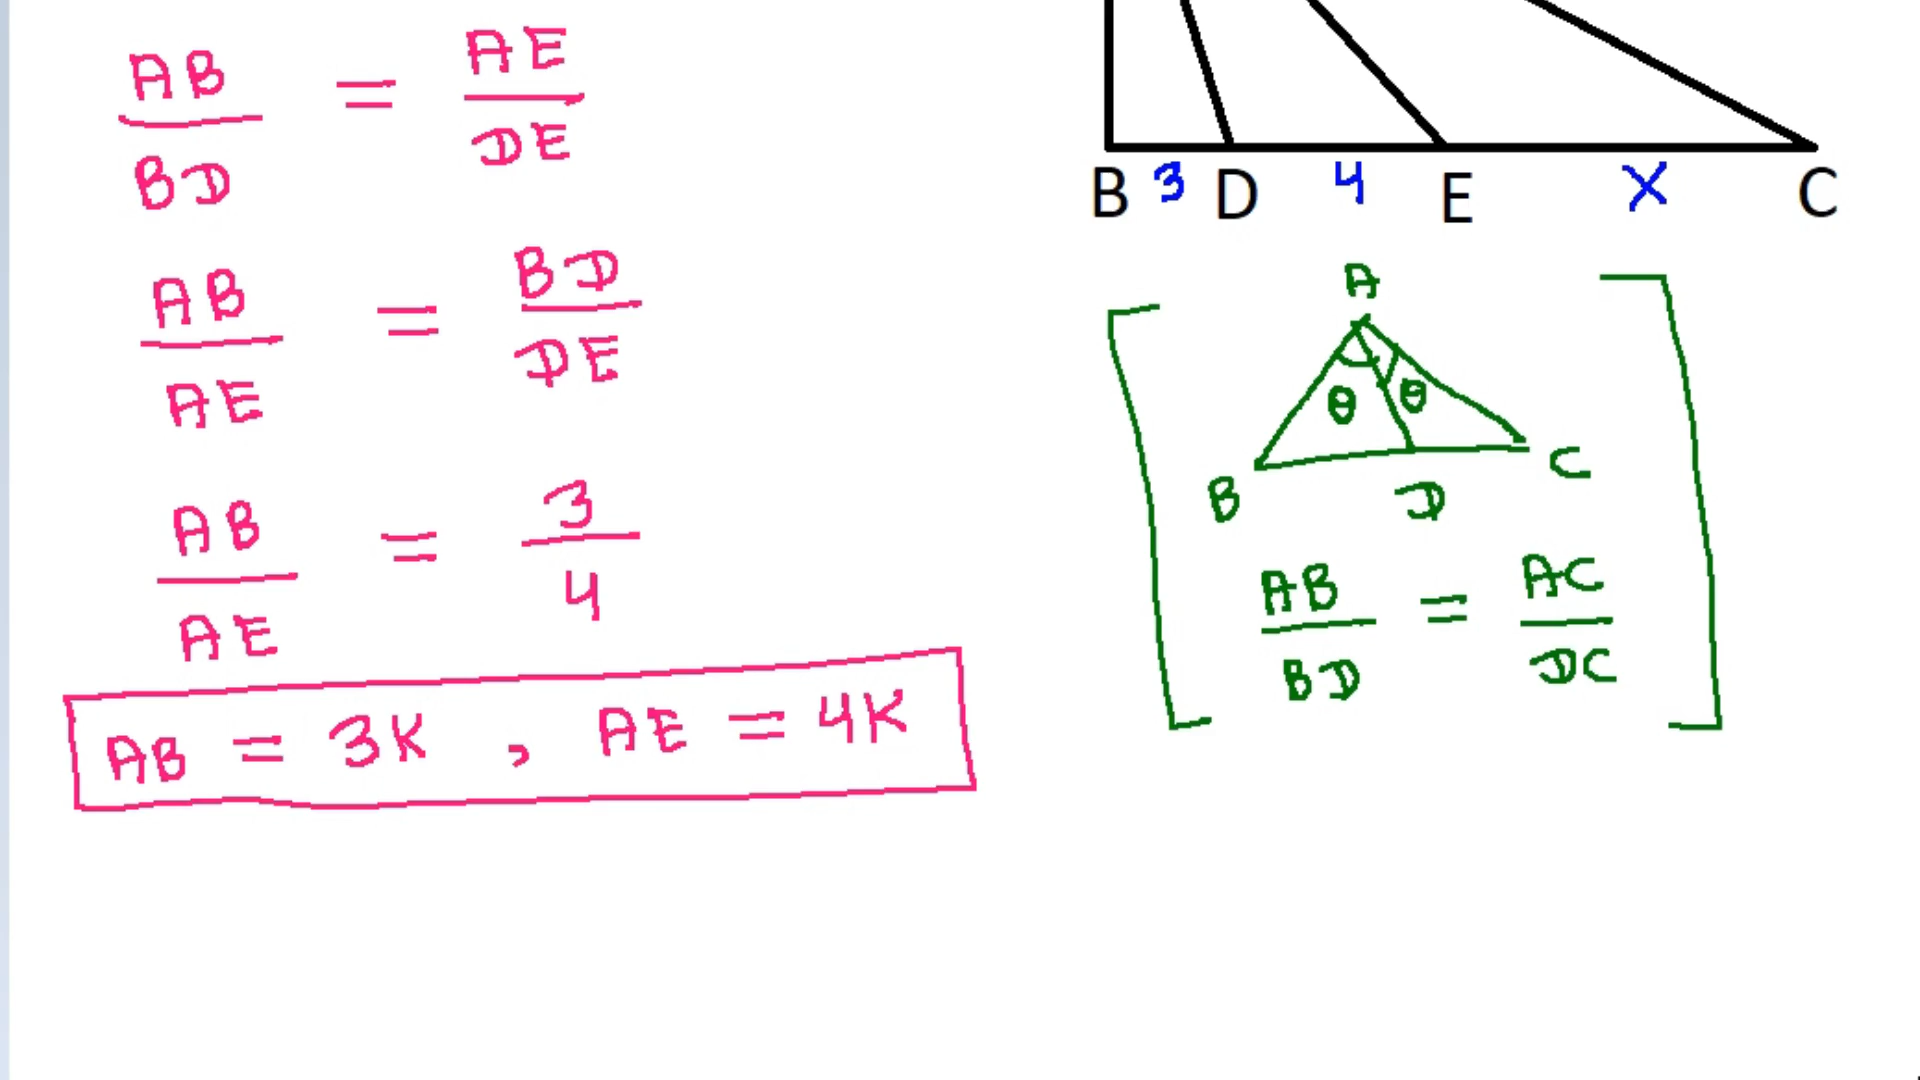 AB = AE
BD DE
AB = BD
AE DE
AB = 3
AE 4
AB = 3K , AE = 4K
B 3 D 4 E X C
A
θ θ
B D C
AB = AC
BD DC